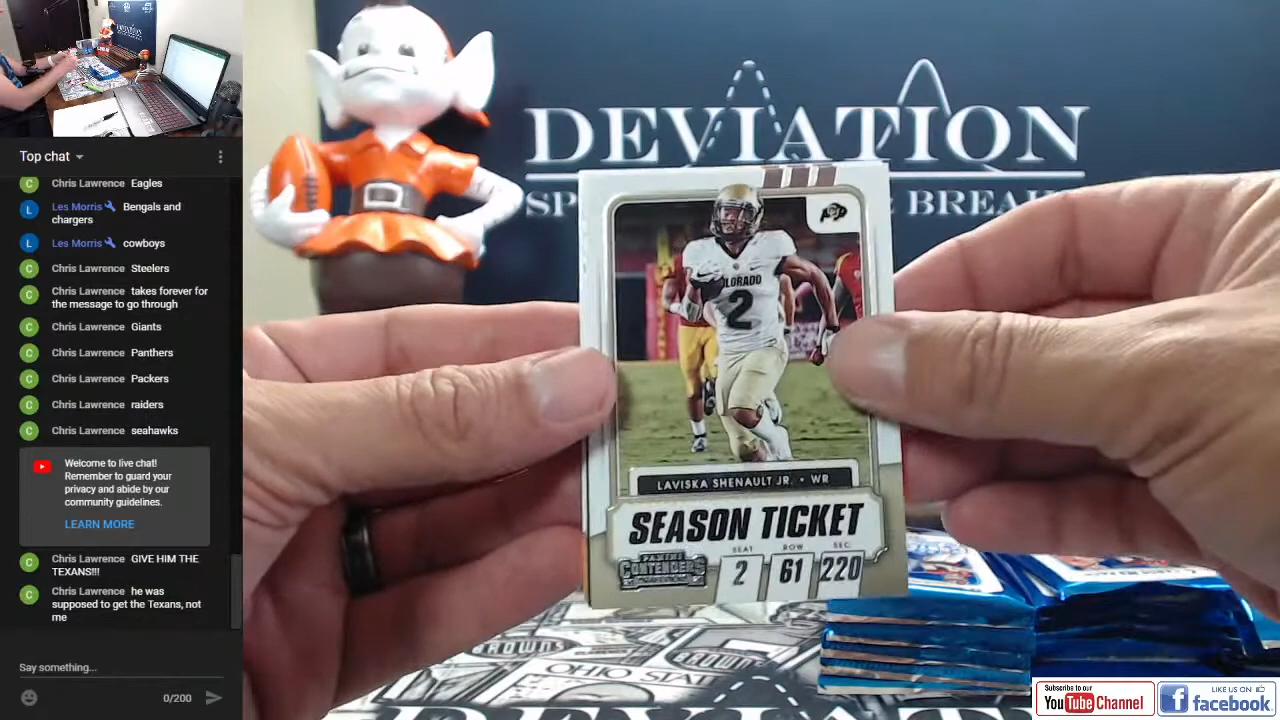 Top chat
Chris Lawrence Eagles
Les Morris Bengals and
chargers
Les Morris cowboys
Chris Lawrence Steelers
Chris Lawrence takes forever for
the message to go through
Chris Lawrence Giants
Chris Lawrence Panthers
Chris Lawrence Packers
Chris Lawrence raiders
Chris Lawrence seahawks
Welcome to live chat!
Remember to guard your
privacy and abide by our
community guidelines.
LEARN MORE
Chris Lawrence GIVE HIM THE
TEXANS!!!
Chris Lawrence he was
supposed to get the Texans, not
me
Say something...
0/200
DEVIATION
SP
BREA
COLORADO
2
LAVISKA SHENAULT JR. • WR
SEASON TICKET
PANINI
CONTENDERS
SEAT ROW SEC
2 61 220
BROWNS
BROWNS
OHIO STATE
DEVIATION
Subscribe to our
YouTube Channel
LIKE US ON
facebook